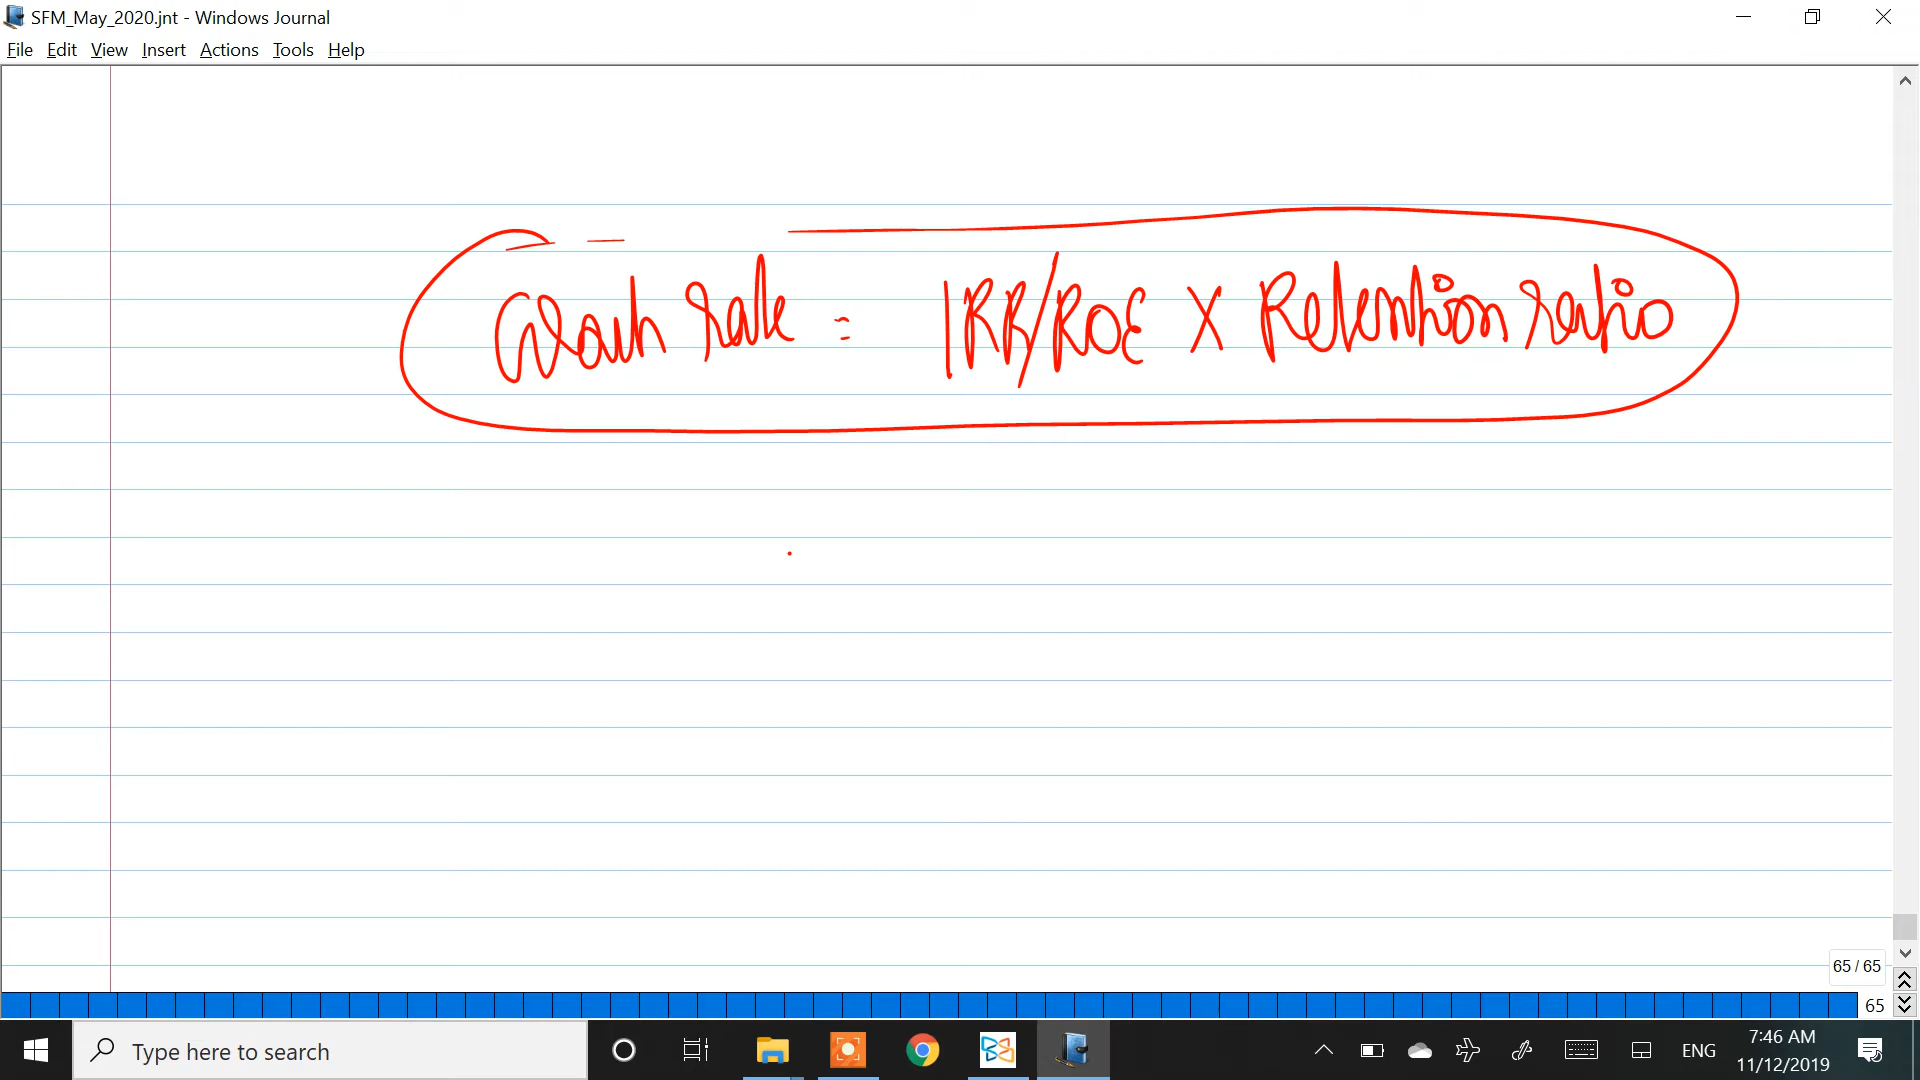 SFM_May_2020.jnt - Windows Journal
File Edit View Insert Actions Tools Help
Growth rate = IRR/ROE X Retention ratio
65 / 65
65
Type here to search
ENG
7:46 AM
11/12/2019